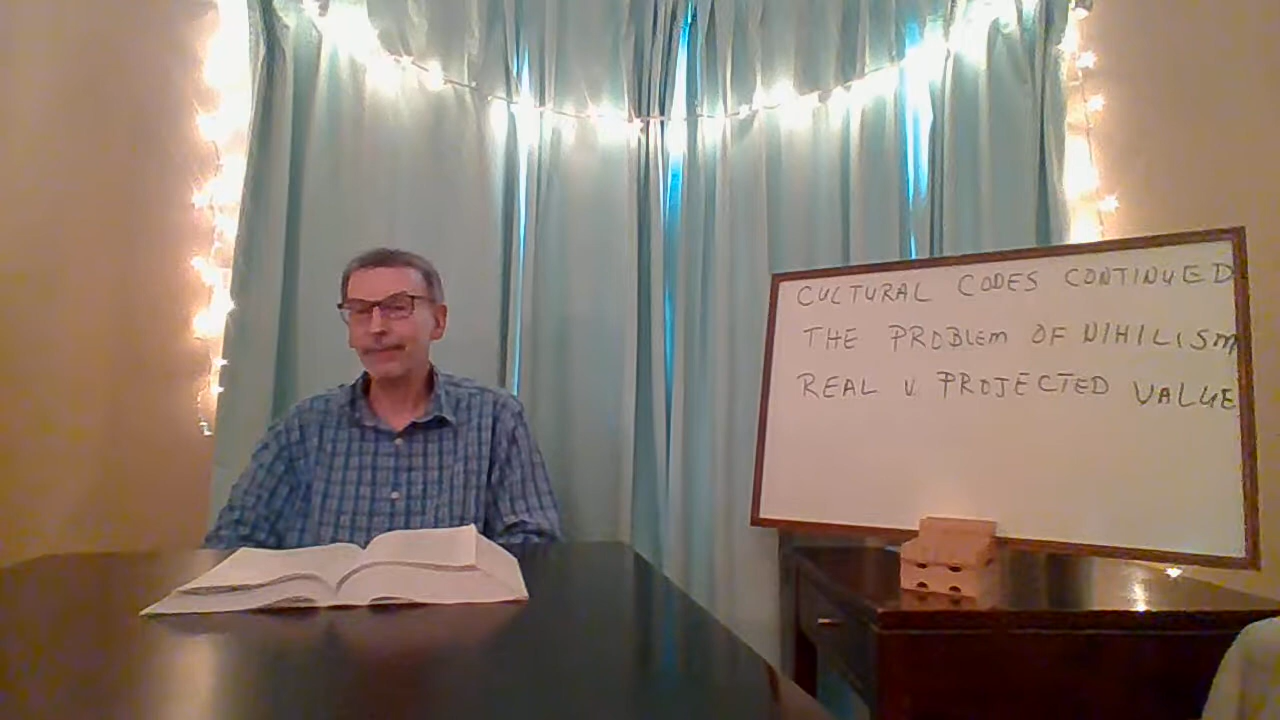 CULTURAL CODES CONTINUED
THE PROBLEM OF NIHILISM
REAL V PROJECTED VALUE